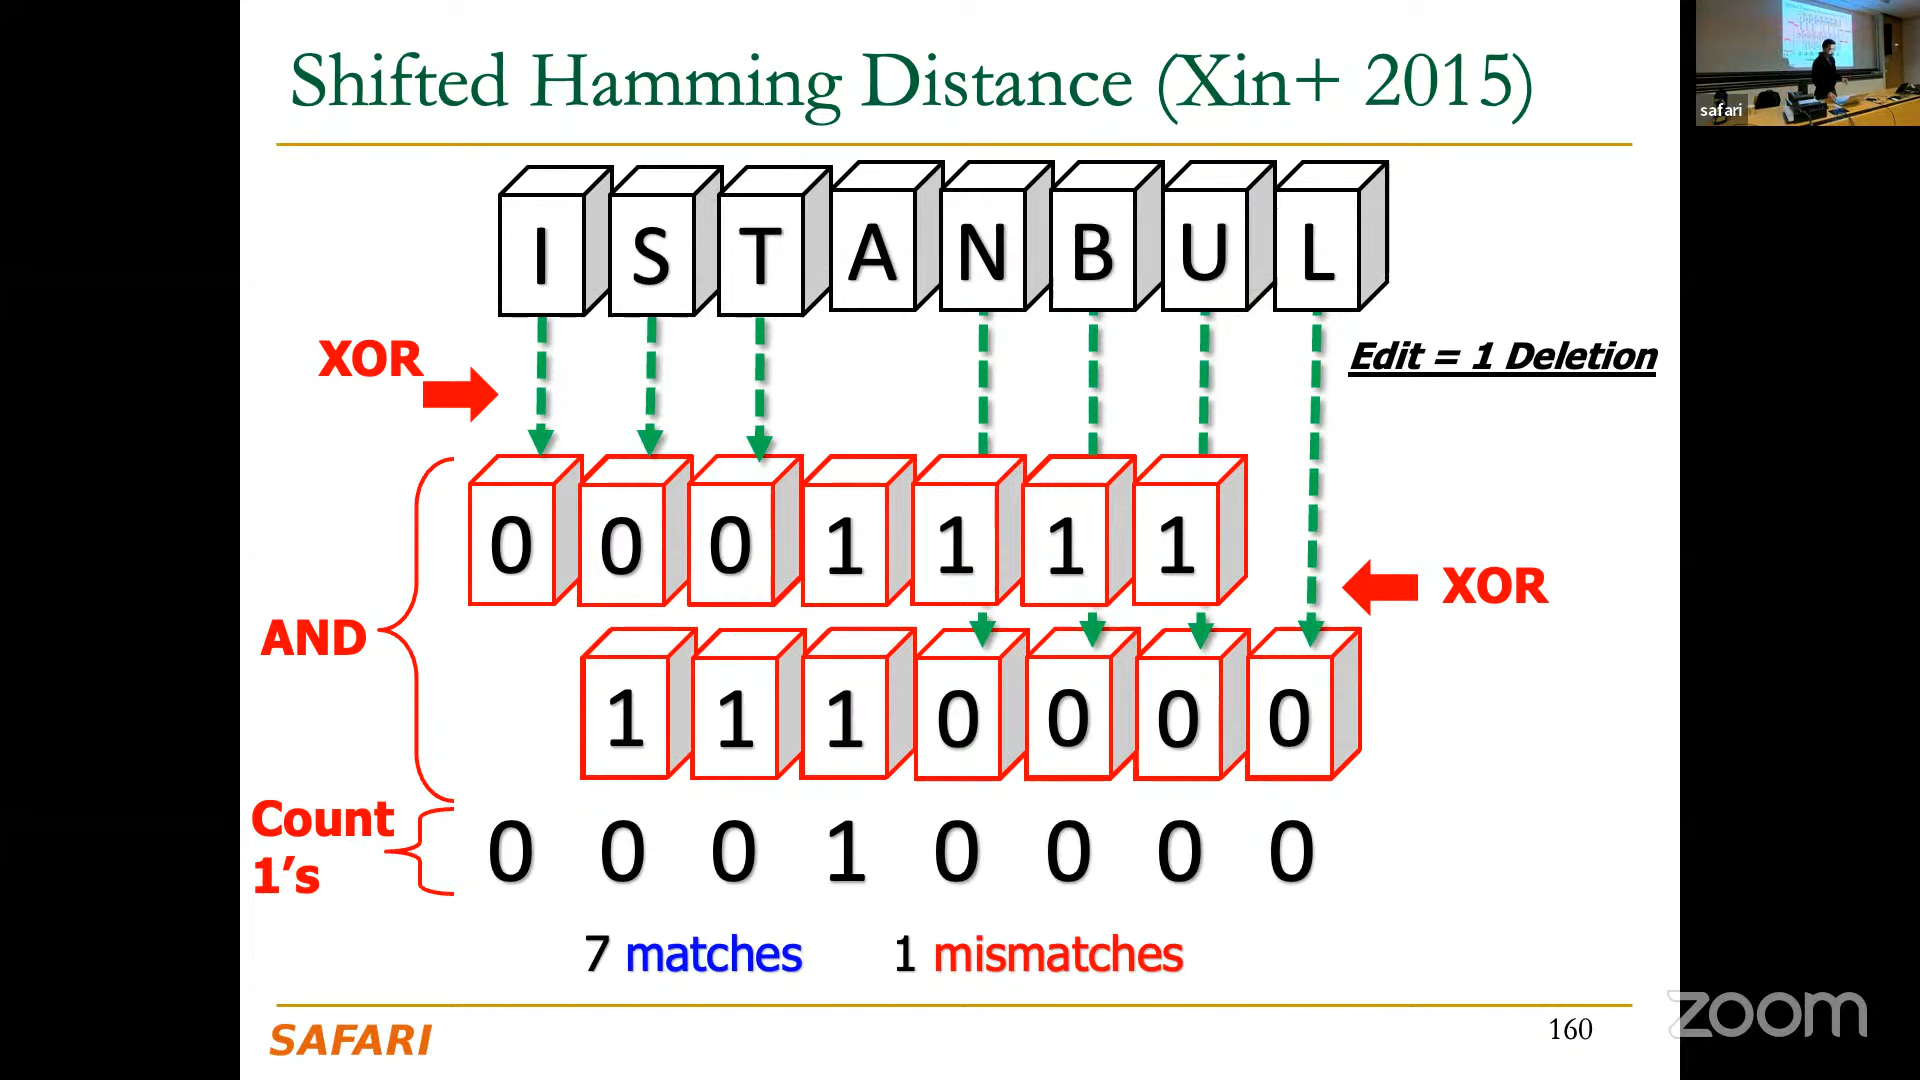 Shifted Hamming Distance (Xin+ 2015)
safari
I S T A N B U L
XOR
Edit = 1 Deletion
0 0 0 1 1 1 1
XOR
AND
1 1 1 0 0 0 0
Count
1's
0 0 0 1 0 0 0 0
7 matches 1 mismatches
SAFARI
160
zoom